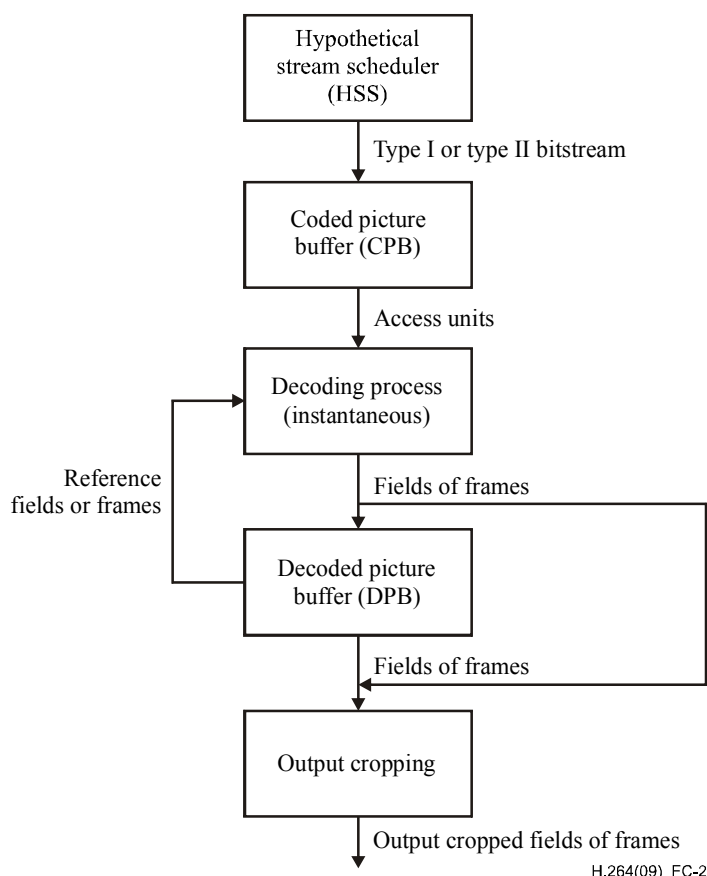 Hypothetical
stream scheduler
(HSS)
Type I or type II bitstream
Coded picture
buffer (CPB)
Access units
Decoding process
(instantaneous)
Reference
fields or frames
Fields of frames
Decoded picture
buffer (DPB)
Fields of frames
Output cropping
Output cropped fields of frames
H.264(09)_FC-2